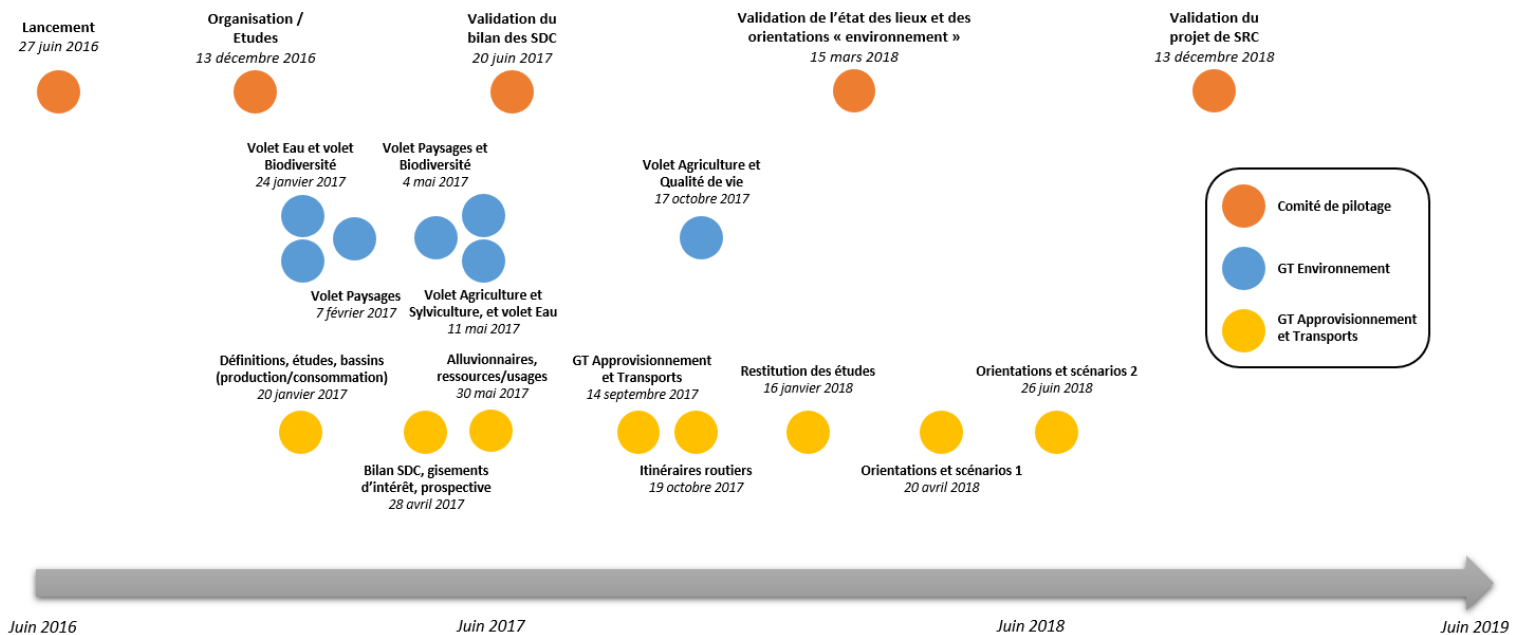 Lancement
27 juin 2016
Organisation /
Etudes
13 décembre 2016
Validation du
bilan des SDC
20 juin 2017
Validation de l'état des lieux et des
orientations « environnement »
15 mars 2018
Validation du
projet de SRC
13 décembre 2018
Volet Eau et volet
Biodiversité
24 janvier 2017
Volet Paysages et
Biodiversité
4 mai 2017
Volet Agriculture et
Qualité de vie
17 octobre 2017
Volet Paysages
7 février 2017
Volet Agriculture et
Sylviculture, et volet Eau
11 mai 2017
Comité de pilotage
GT Environnement
GT Approvisionnement
et Transports
Définitions, études, bassins
(production/consommation)
20 janvier 2017
Alluvionnaires,
ressources/usages
30 mai 2017
GT Approvisionnement
et Transports
14 septembre 2017
Restitution des études
16 janvier 2018
Orientations et scénarios 2
26 juin 2018
Bilan SDC, gisements
d'intérêt, prospective
28 avril 2017
Itinéraires routiers
19 octobre 2017
Orientations et scénarios 1
20 avril 2018
Juin 2016
Juin 2017
Juin 2018
Juin 2019